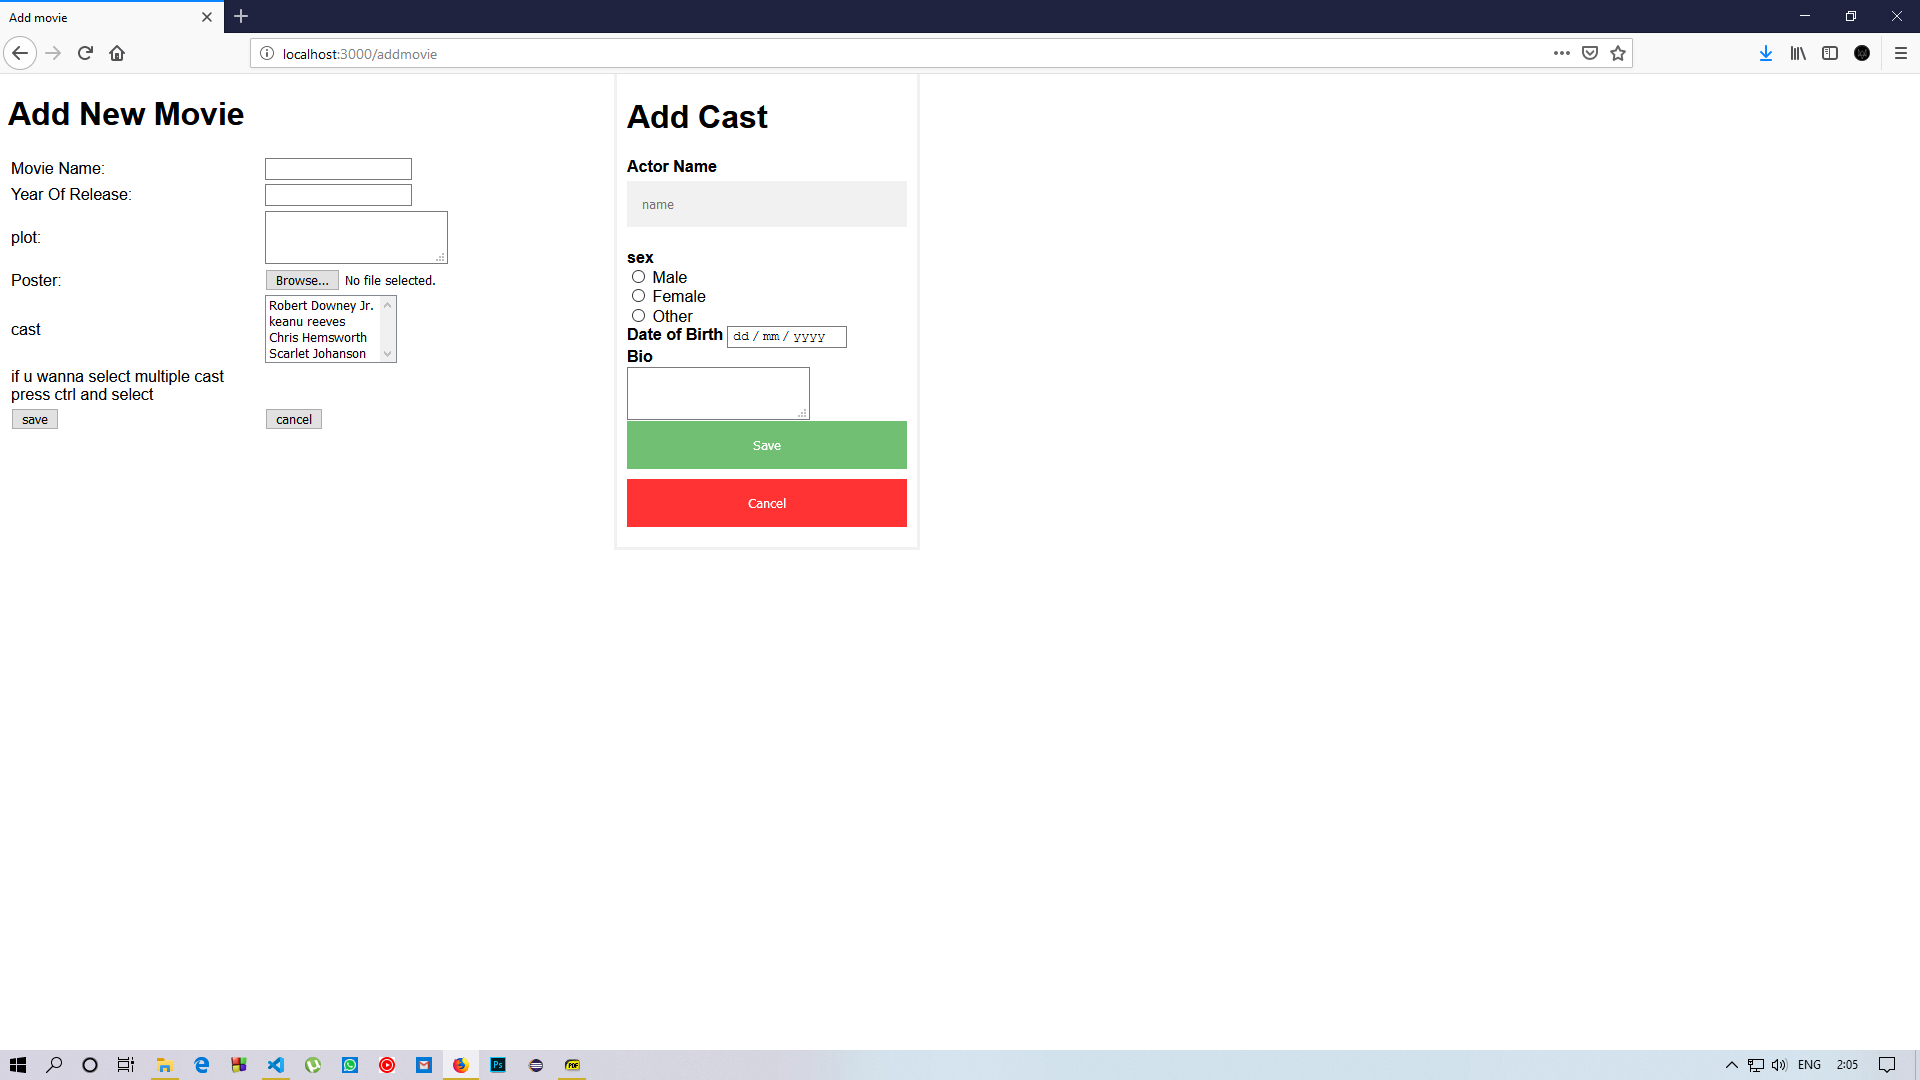 Add movie
localhost:3000/addmovie
Add New Movie
Movie Name:
Year Of Release:
plot:
Poster:
Browse... No file selected.
cast
Robert Downey Jr.
keanu reeves
Chris Hemsworth
Scarlet Johanson
if u wanna select multiple cast
press ctrl and select
save
cancel
Add Cast
Actor Name
name
sex
Male
Female
Other
Date of Birth dd / mm / yyyy
Bio
Save
Cancel
Ps
PDF
ENG
2:05